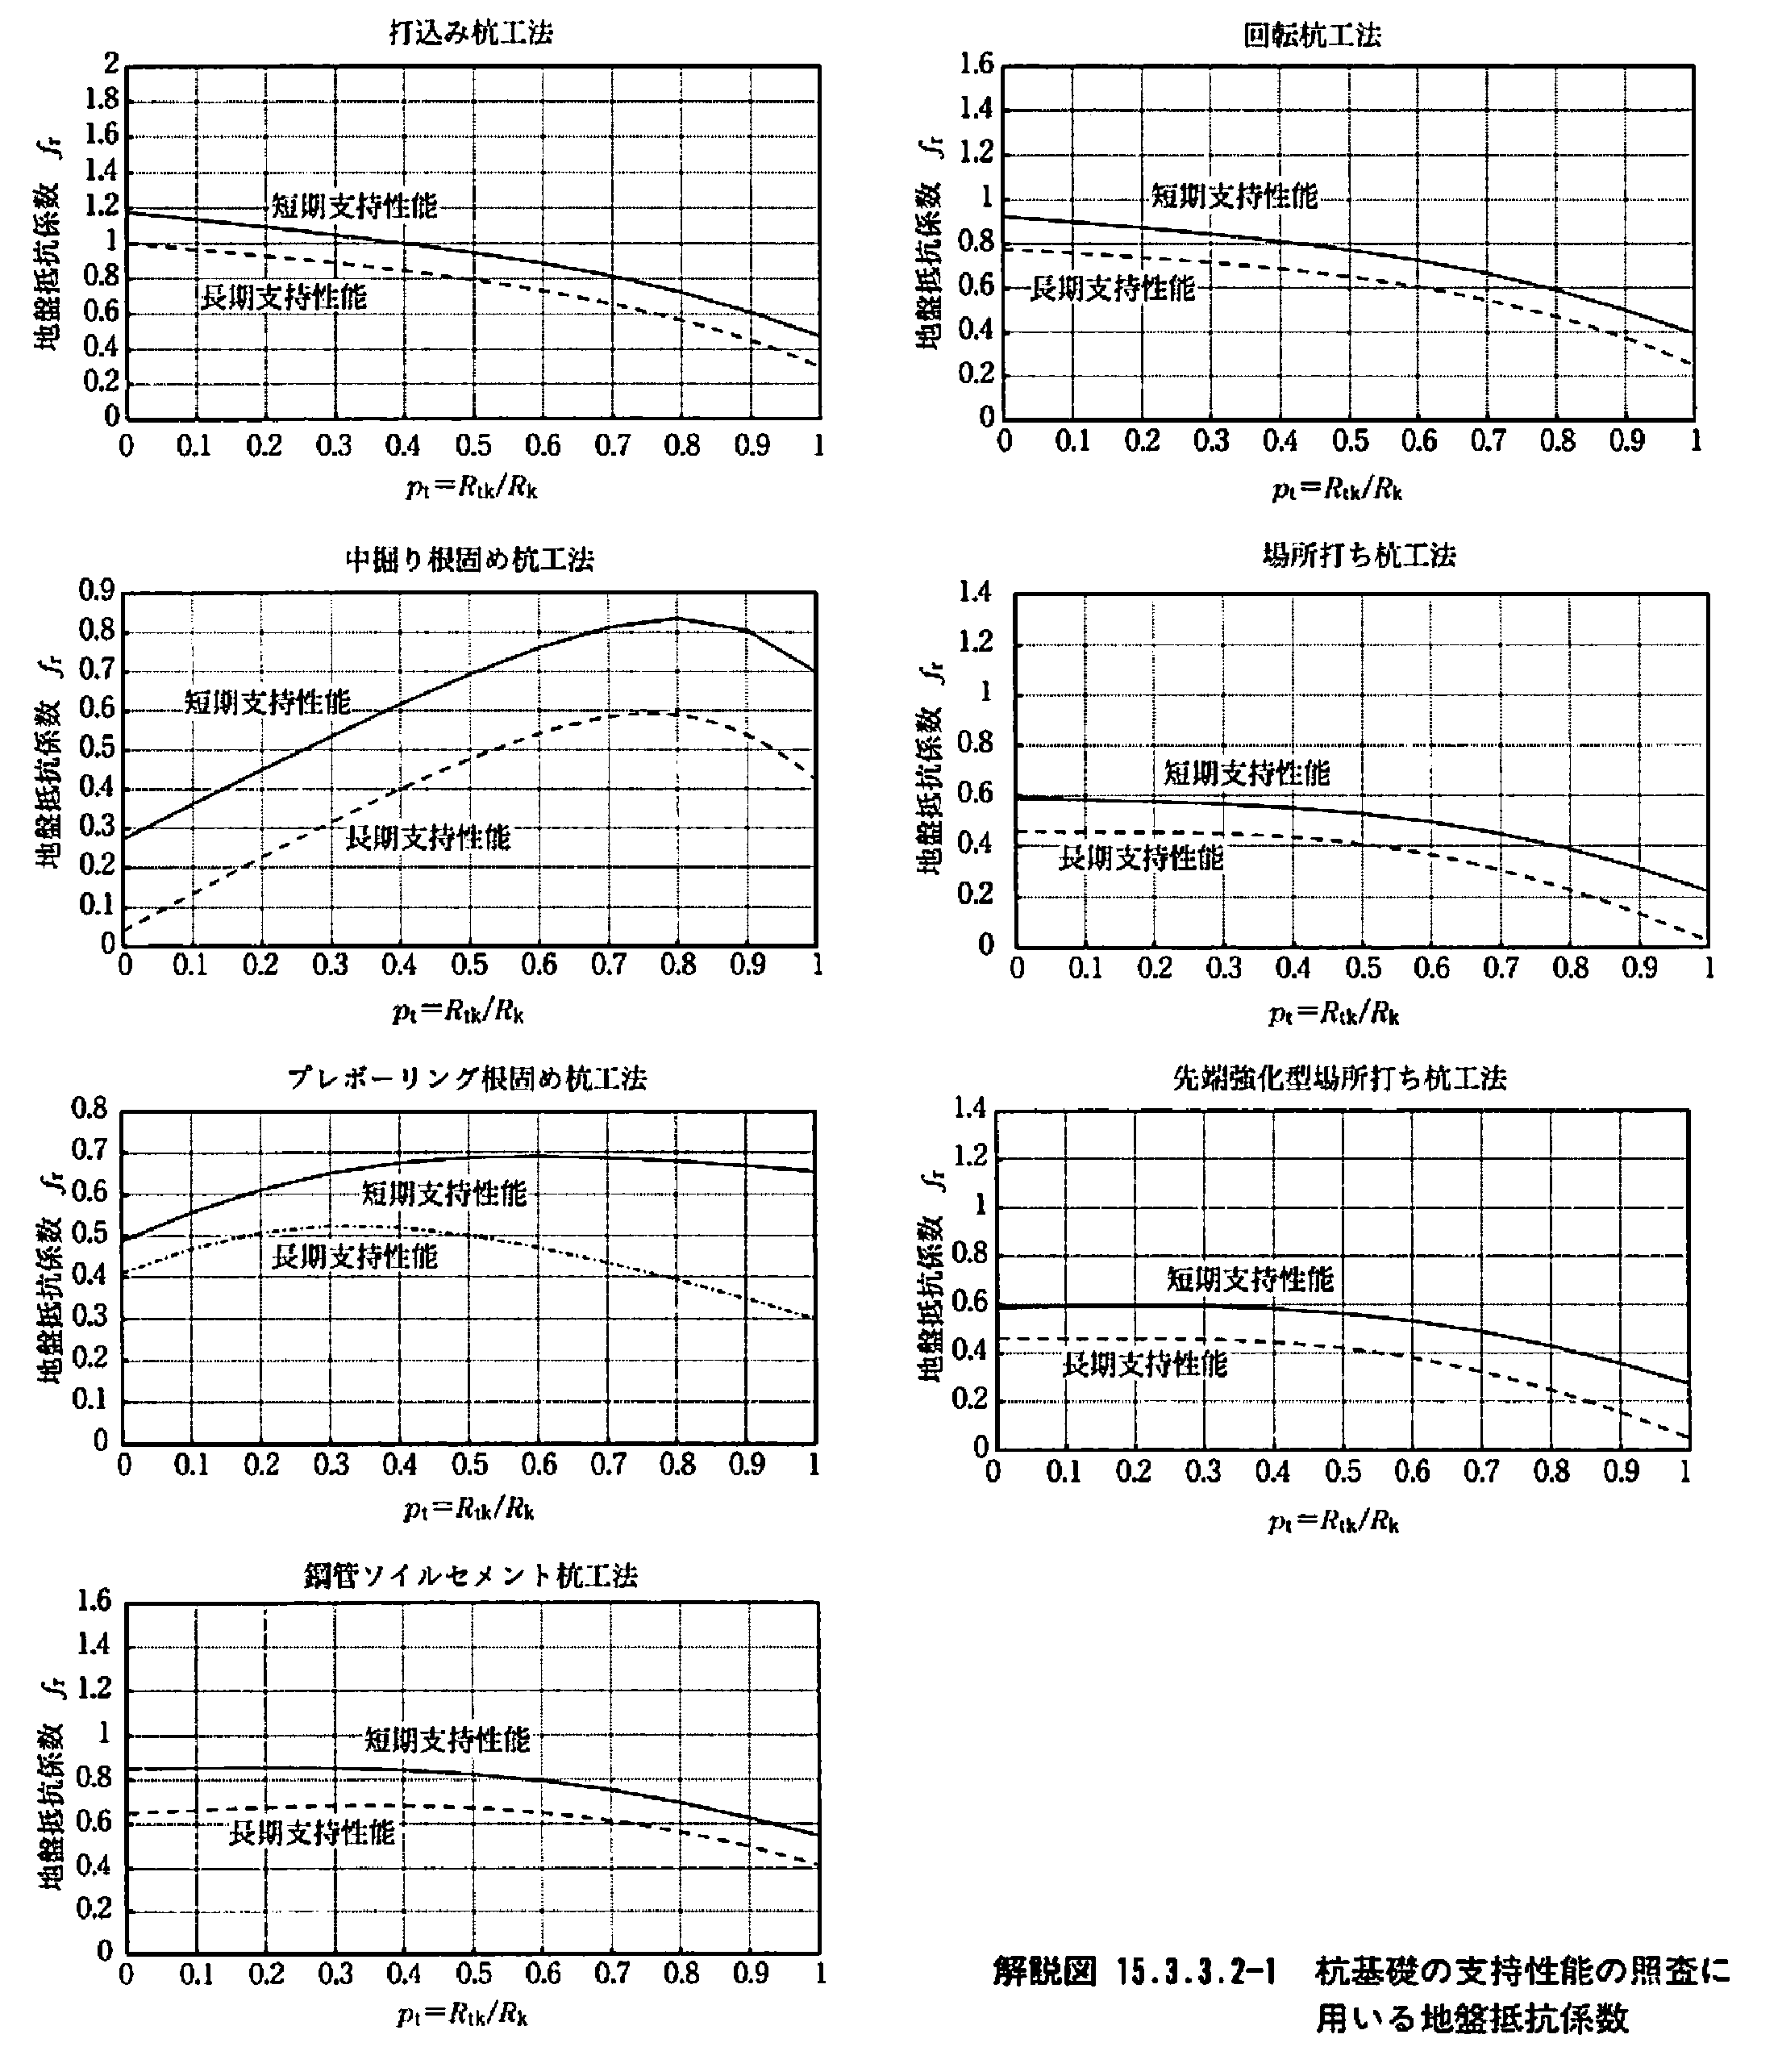 打込み杭工法
2
1.8
1.6
1.4
1.2
1
0.8
0.6
0.4
0.2
0
地盤抵抗係数 fr
短期支持性能
長期支持性能
0 0.1 0.2 0.3 0.4 0.5 0.6 0.7 0.8 0.9 1
pt=Rtk/Rk
回転杭工法
1.6
1.4
1.2
1
0.8
0.6
0.4
0.2
0
地盤抵抗係数 fr
短期支持性能
長期支持性能
0 0.1 0.2 0.3 0.4 0.5 0.6 0.7 0.8 0.9 1
pt=Rtk/Rk
中掘り根固め杭工法
0.9
0.8
0.7
0.6
0.5
0.4
0.3
0.2
0.1
0
地盤抵抗係数 fr
短期支持性能
長期支持性能
0 0.1 0.2 0.3 0.4 0.5 0.6 0.7 0.8 0.9 1
pt=Rtk/Rk
場所打ち杭工法
1.4
1.2
1
0.8
0.6
0.4
0.2
0
地盤抵抗係数 fr
短期支持性能
長期支持性能
0 0.1 0.2 0.3 0.4 0.5 0.6 0.7 0.8 0.9 1
pt=Rtk/Rk
プレボーリング根固め杭工法
0.8
0.7
0.6
0.5
0.4
0.3
0.2
0.1
0
地盤抵抗係数 fr
短期支持性能
長期支持性能
0 0.1 0.2 0.3 0.4 0.5 0.6 0.7 0.8 0.9 1
pt=Rtk/Rk
先端強化型場所打ち杭工法
1.4
1.2
1
0.8
0.6
0.4
0.2
0
地盤抵抗係数 fr
短期支持性能
長期支持性能
0 0.1 0.2 0.3 0.4 0.5 0.6 0.7 0.8 0.9 1
pt=Rtk/Rk
鋼管ソイルセメント杭工法
1.6
1.4
1.2
1
0.8
0.6
0.4
0.2
0
地盤抵抗係数 fr
短期支持性能
長期支持性能
0 0.1 0.2 0.3 0.4 0.5 0.6 0.7 0.8 0.9 1
pt=Rtk/Rk
解説図 15.3.3.2-1 杭基礎の支持性能の照査に
用いる地盤抵抗係数